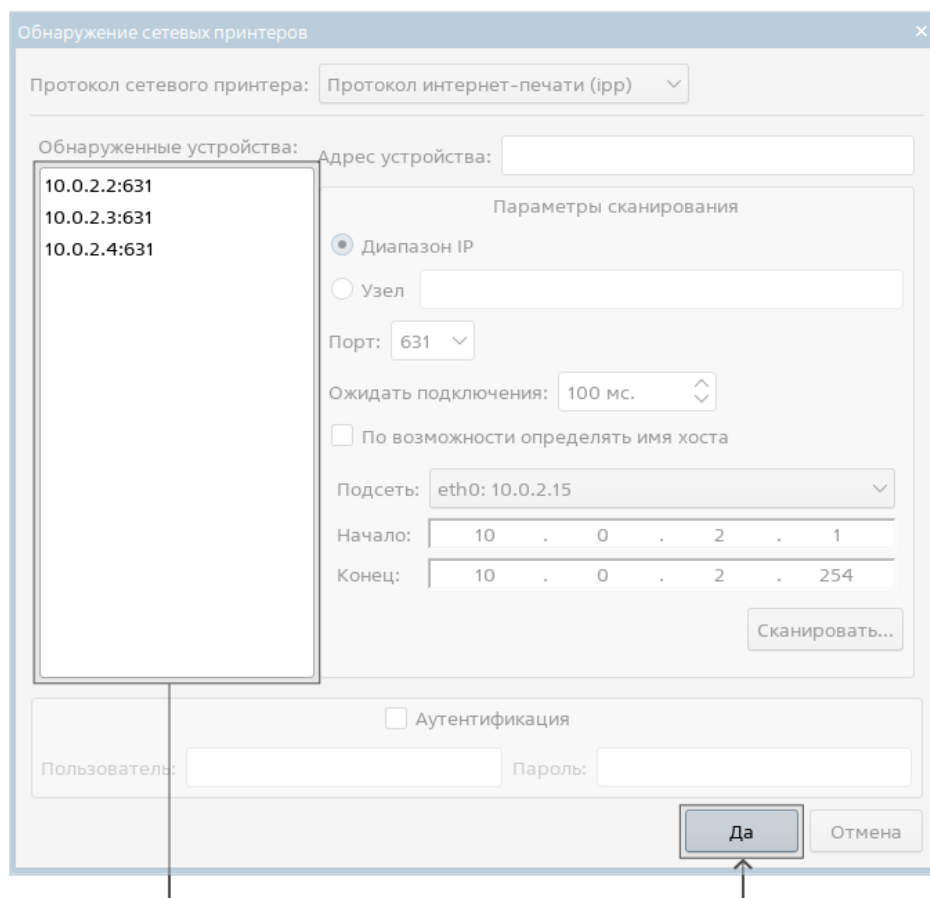 Обнаружение сетевых принтеров
Протокол сетевого принтера: Протокол интернет-печати (ipp)
Обнаруженные устройства:
10.0.2.2:631
10.0.2.3:631
10.0.2.4:631
Адрес устройства:
Параметры сканирования
Диапазон IP
Узел
Порт: 631
Ожидать подключения: 100 мс.
По возможности определять имя хоста
Подсеть: eth0: 10.0.2.15
Начало: 10 . 0 . 2 . 1
Конец: 10 . 0 . 2 . 254
Сканировать...
Аутентификация
Пользователь: Пароль:
Да Отмена